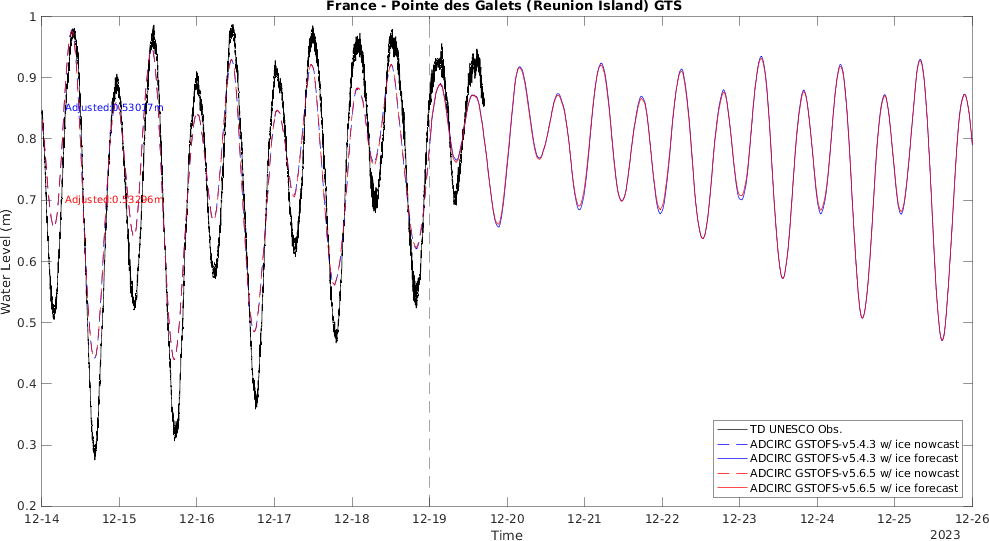 France - Pointe des Galets (Reunion Island) GTS
1
0.9
0.8
0.7
0.6
0.5
0.4
0.3
0.2
Water Level (m)
Adjusted:0.53017m
Adjusted:0.53296m
TD UNESCO Obs.
ADCIRC GSTOFS-v5.4.3 w/ ice nowcast
ADCIRC GSTOFS-v5.4.3 w/ ice forecast
ADCIRC GSTOFS-v5.6.5 w/ ice nowcast
ADCIRC GSTOFS-v5.6.5 w/ ice forecast
12-14 12-15 12-16 12-17 12-18 12-19 12-20 12-21 12-22 12-23 12-24 12-25 12-26
Time
2023